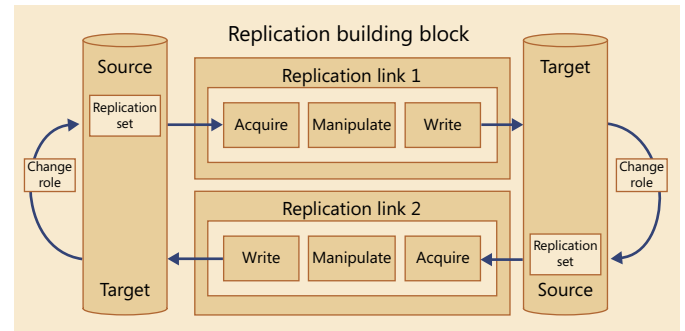 Replication building block
Source
Replication
set
Change
role
Target
Replication link 1
Acquire
Manipulate
Write
Replication link 2
Write
Manipulate
Acquire
Target
Change
role
Replication
set
Source